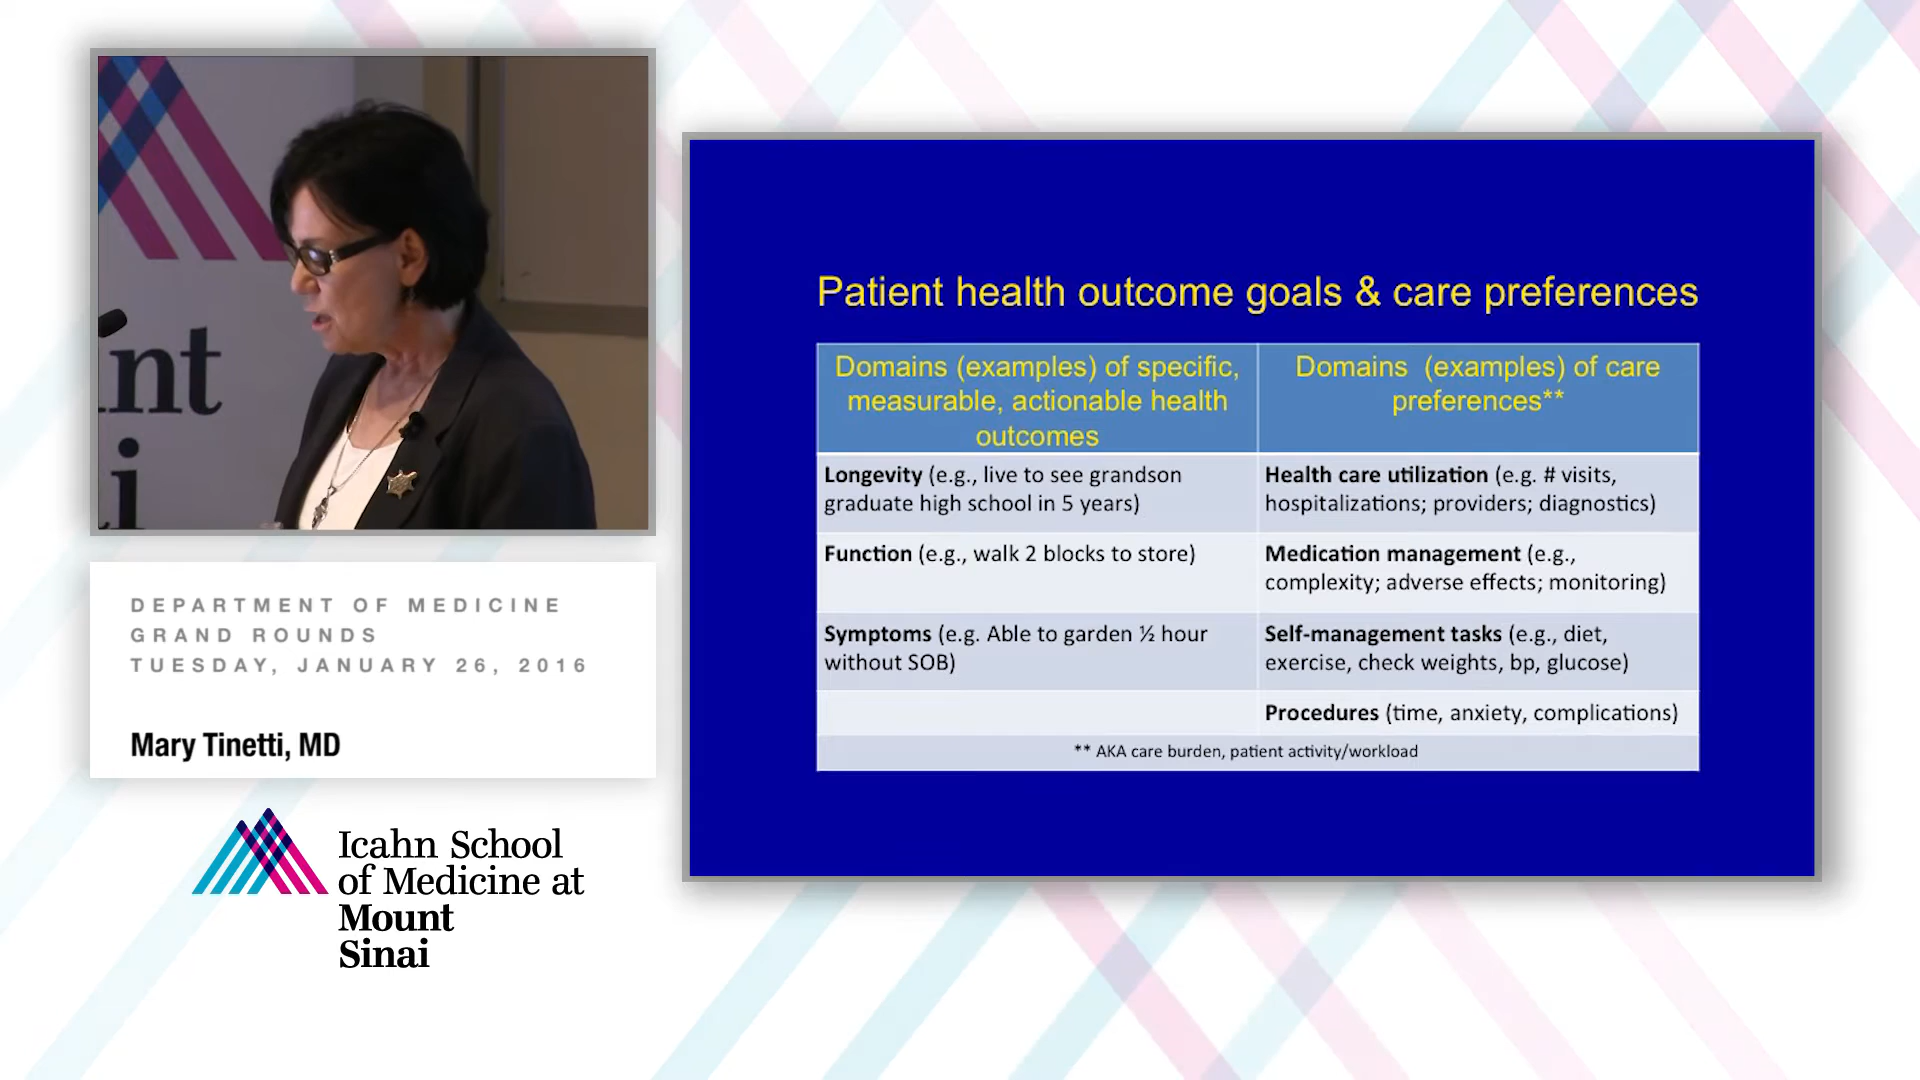 nt
i
DEPARTMENT OF MEDICINE
GRAND ROUNDS
TUESDAY, JANUARY 26, 2016
Mary Tinetti, MD
Icahn School
of Medicine at
Mount
Sinai
Patient health outcome goals & care preferences
Domains (examples) of specific,
measurable, actionable health
outcomes
Domains (examples) of care
preferences**
Longevity (e.g., live to see grandson
graduate high school in 5 years)
Health care utilization (e.g. # visits,
hospitalizations; providers; diagnostics)
Function (e.g., walk 2 blocks to store)
Medication management (e.g.,
complexity; adverse effects; monitoring)
Symptoms (e.g. Able to garden ½ hour
without SOB)
Self-management tasks (e.g., diet,
exercise, check weights, bp, glucose)
Procedures (time, anxiety, complications)
** AKA care burden, patient activity/workload